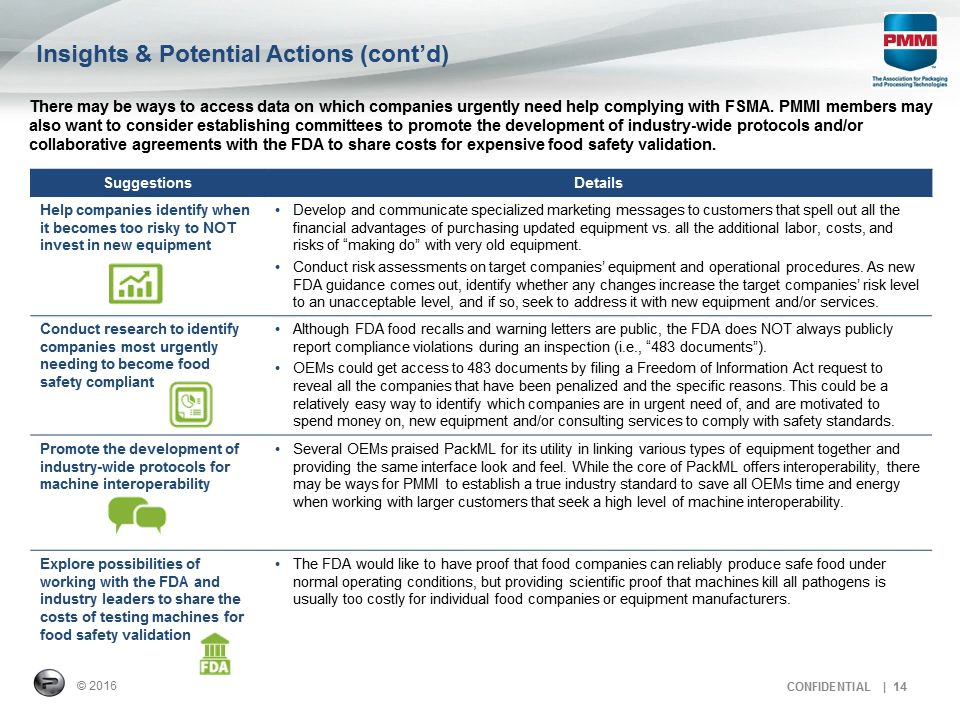 Insights & Potential Actions (cont’d)
PMMI
TM
The Association for Packaging
and Processing Technologies
There may be ways to access data on which companies urgently need help complying with FSMA. PMMI members may
also want to consider establishing committees to promote the development of industry-wide protocols and/or
collaborative agreements with the FDA to share costs for expensive food safety validation.
Suggestions
Details
Help companies identify when
it becomes too risky to NOT
invest in new equipment
• Develop and communicate specialized marketing messages to customers that spell out all the
financial advantages of purchasing updated equipment vs. all the additional labor, costs, and
risks of “making do” with very old equipment.
• Conduct risk assessments on target companies’ equipment and operational procedures. As new
FDA guidance comes out, identify whether any changes increase the target companies’ risk level
to an unacceptable level, and if so, seek to address it with new equipment and/or services.
Conduct research to identify
companies most urgently
needing to become food
safety compliant
• Although FDA food recalls and warning letters are public, the FDA does NOT always publicly
report compliance violations during an inspection (i.e., “483 documents”).
• OEMs could get access to 483 documents by filing a Freedom of Information Act request to
reveal all the companies that have been penalized and the specific reasons. This could be a
relatively easy way to identify which companies are in urgent need of, and are motivated to
spend money on, new equipment and/or consulting services to comply with safety standards.
Promote the development of
industry-wide protocols for
machine interoperability
• Several OEMs praised PackML for its utility in linking various types of equipment together and
providing the same interface look and feel. While the core of PackML offers interoperability, there
may be ways for PMMI to establish a true industry standard to save all OEMs time and energy
when working with larger customers that seek a high level of machine interoperability.
Explore possibilities of
working with the FDA and
industry leaders to share the
costs of testing machines for
food safety validation
FDA
• The FDA would like to have proof that food companies can reliably produce safe food under
normal operating conditions, but providing scientific proof that machines kill all pathogens is
usually too costly for individual food companies or equipment manufacturers.
© 2016
CONFIDENTIAL | 14